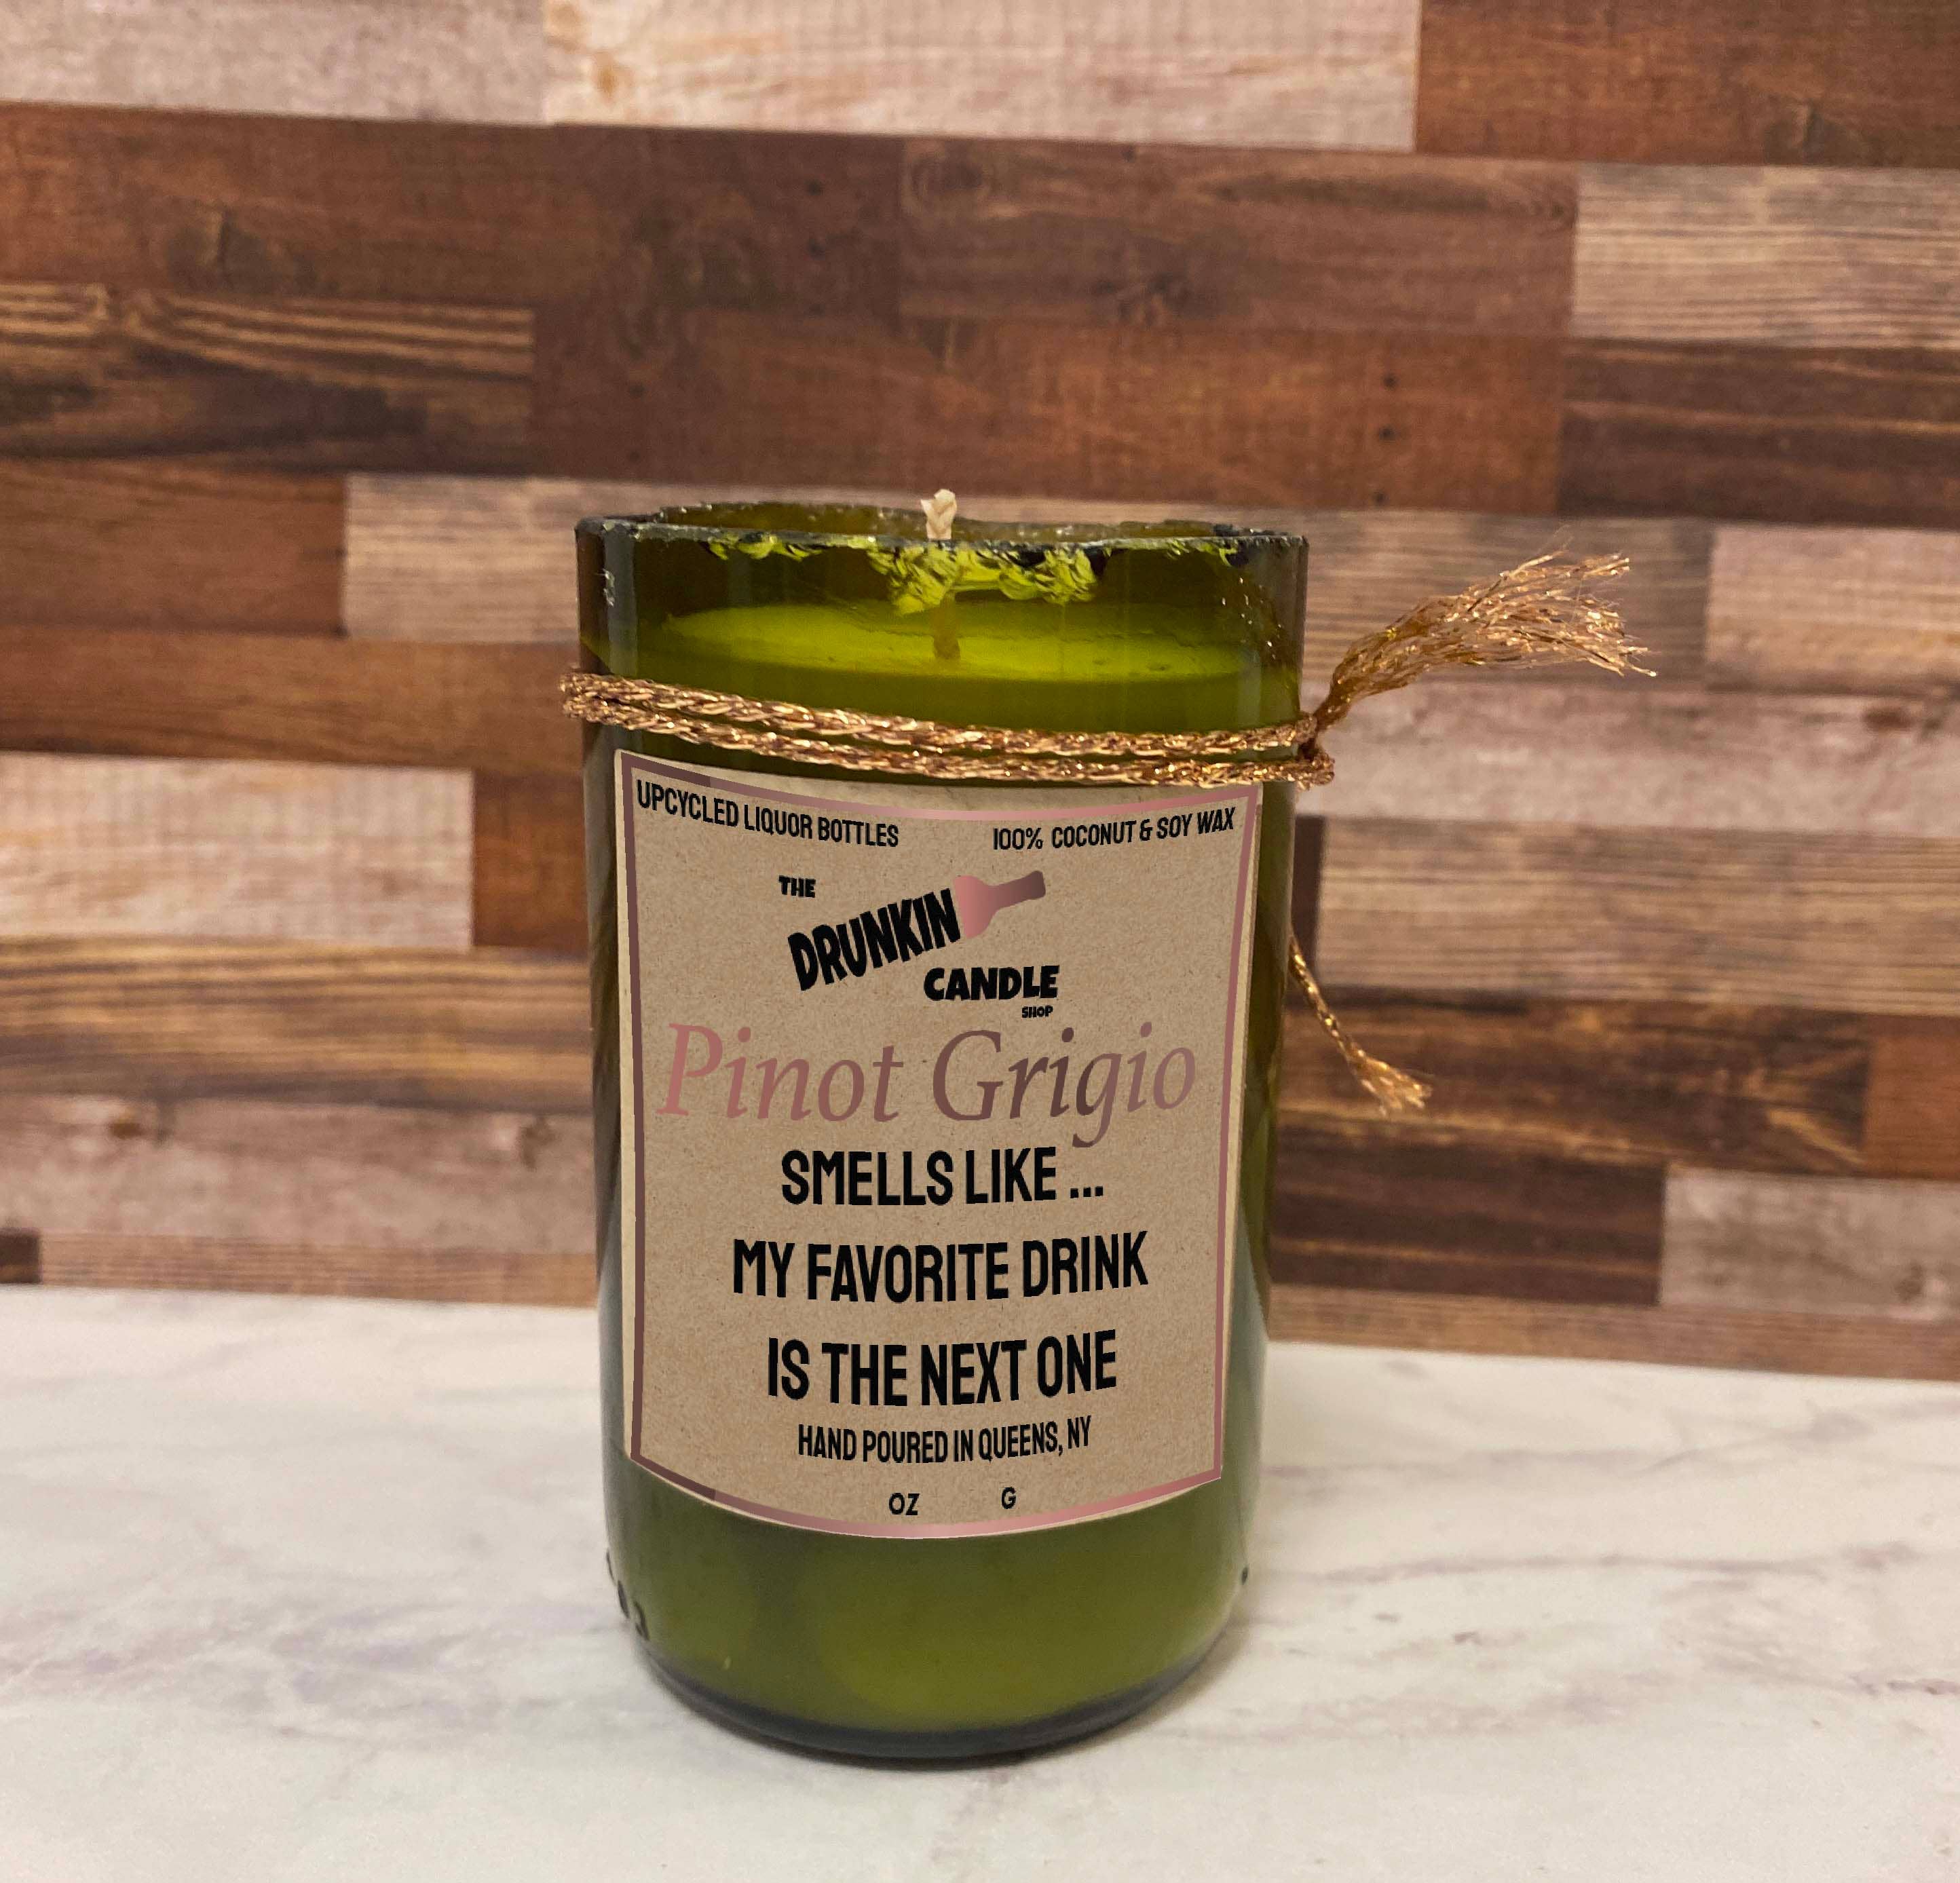 UPCYCLED LIQUOR BOTTLES
100% COCONUT & SOY WAX
THE
DRUNKIN
CANDLE
SHOP
Pinot Grigio
SMELLS LIKE ...
MY FAVORITE DRINK
IS THE NEXT ONE
HAND POURED IN QUEENS, NY
OZ G